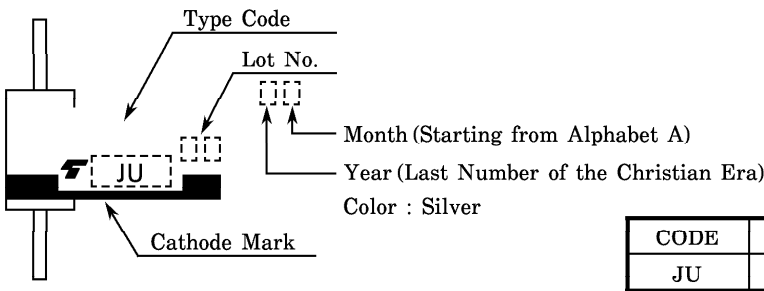 Type Code
Lot No.
Month (Starting from Alphabet A)
JU
Year (Last Number of the Christian Era)
Color : Silver
Cathode Mark
CODE
JU